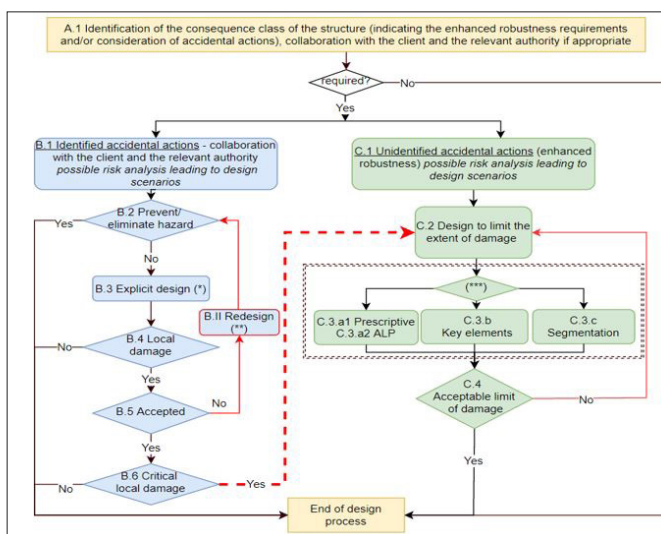 A.1 Identification of the consequence class of the structure (indicating the enhanced robustness requirements
and/or consideration of accidental actions), collaboration with the client and the relevant authority if appropriate
required?
No
Yes
B.1 Identified accidental actions - collaboration
with the client and the relevant authority
possible risk analysis leading to design
scenarios
C.1 Unidentified accidental actions (enhanced
robustness) possible risk analysis leading to
design scenarios
Yes
B.2 Prevent/
eliminate hazard
C.2 Design to limit the
extent of damage
No
B.3 Explicit design (*)
(***)
B.II Redesign
(**)
C.3.a1 Prescriptive
C.3.a2 ALP
C.3.b
Key elements
C.3.c
Segmentation
No
B.4 Local
damage
Yes
No
B.5 Accepted
C.4
Acceptable limit
of damage
No
Yes
No
B.6 Critical
local damage
Yes
Yes
End of design
process